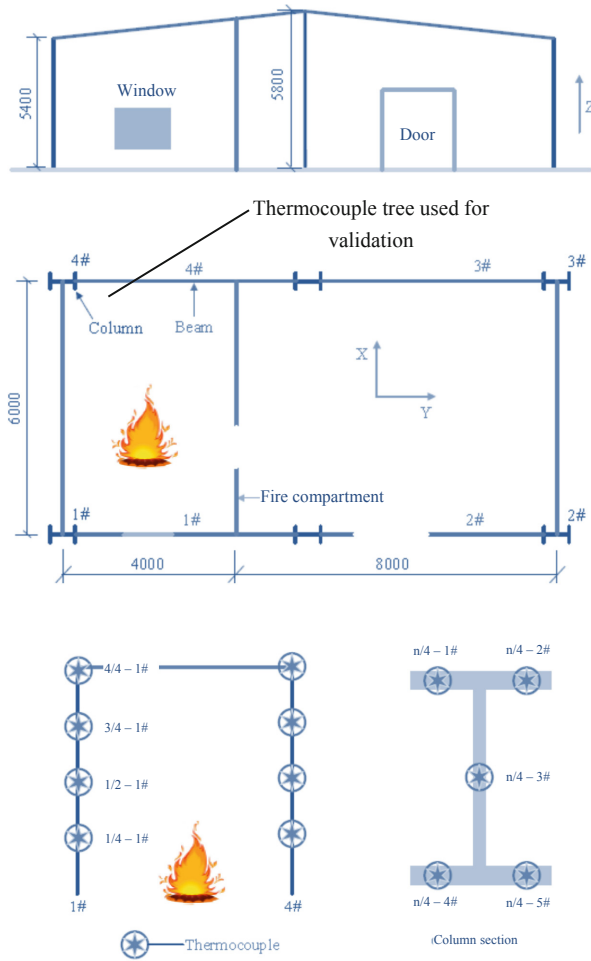 5400
Window
5800
Door
Z
Thermocouple tree used for
validation
4#
4#
3#
3#
Column
Beam
X
Y
6000
Fire compartment
1#
1#
2#
2#
4000
8000
4/4 – 1#
3/4 – 1#
1/2 – 1#
1/4 – 1#
1#
4#
Thermocouple
n/4 – 1#
n/4 – 2#
n/4 – 3#
n/4 – 4#
n/4 – 5#
Column section